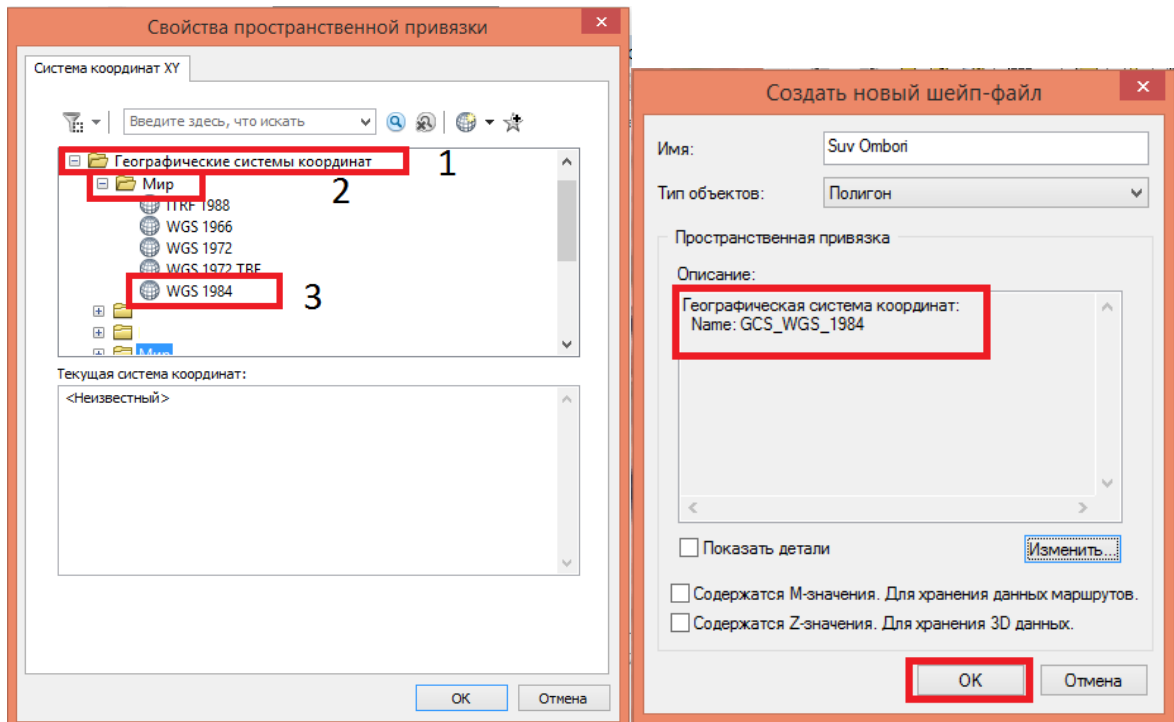 Свойства пространственной привязки
Система координат XY
Введите здесь, что искать
Географические системы координат
1
Мир
2
ITRF 1988
WGS 1966
WGS 1972
WGS 1972 TBE
WGS 1984
3
Мир
Текущая система координат:
<Неизвестный>
ОК
Отмена
Создать новый шейп-файл
Имя:
Suv Ombori
Тип объектов:
Полигон
Пространственная привязка
Описание:
Географическая система координат:
Name: GCS_WGS_1984
Показать детали
Изменить...
Содержатся M-значения. Для хранения данных маршрутов.
Содержатся Z-значения. Для хранения 3D данных.
ОК
Отмена